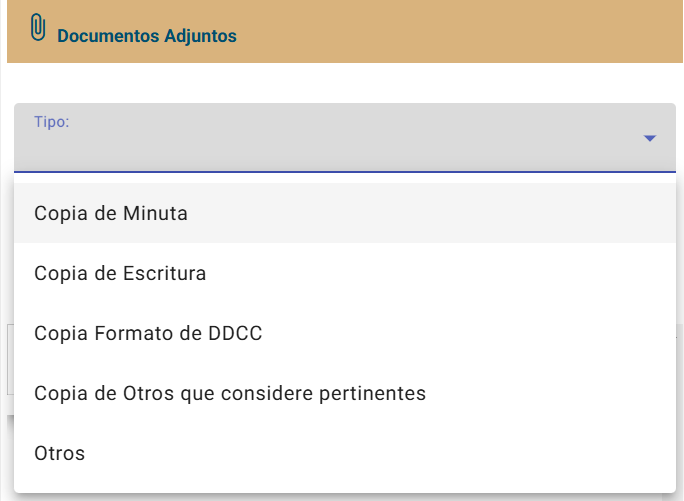 Documentos Adjuntos
Tipo:
Copia de Minuta
Copia de Escritura
Copia Formato de DDCC
Copia de Otros que considere pertinentes
Otros